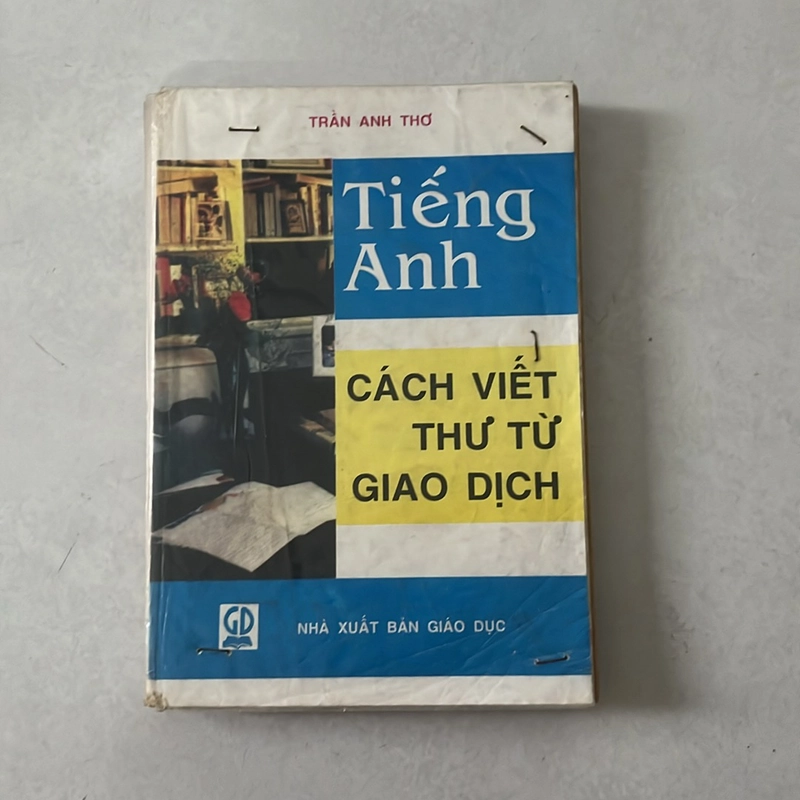 TRẦN ANH THƠ
Tiếng
Anh
CÁCH VIẾT
THƯ TỪ
GIAO DỊCH
GD
NHÀ XUẤT BẢN GIÁO DỤC